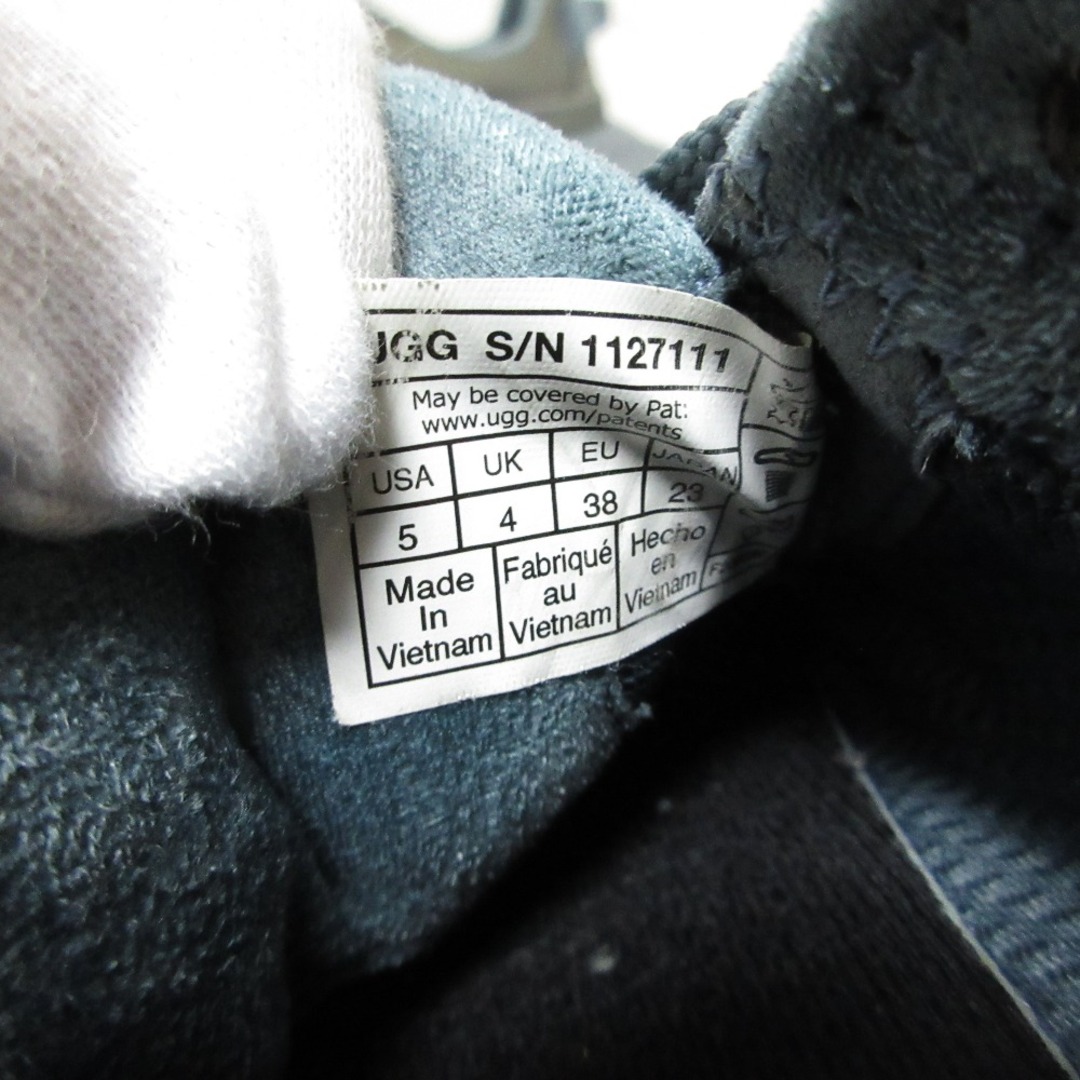 UGG S/N 1127111
May be covered by Pat:
www.ugg.com/patents
USA UK EU JAPAN
5 4 38 23
Made In Vietnam
Fabriqué au Vietnam
Hecho en Vietnam